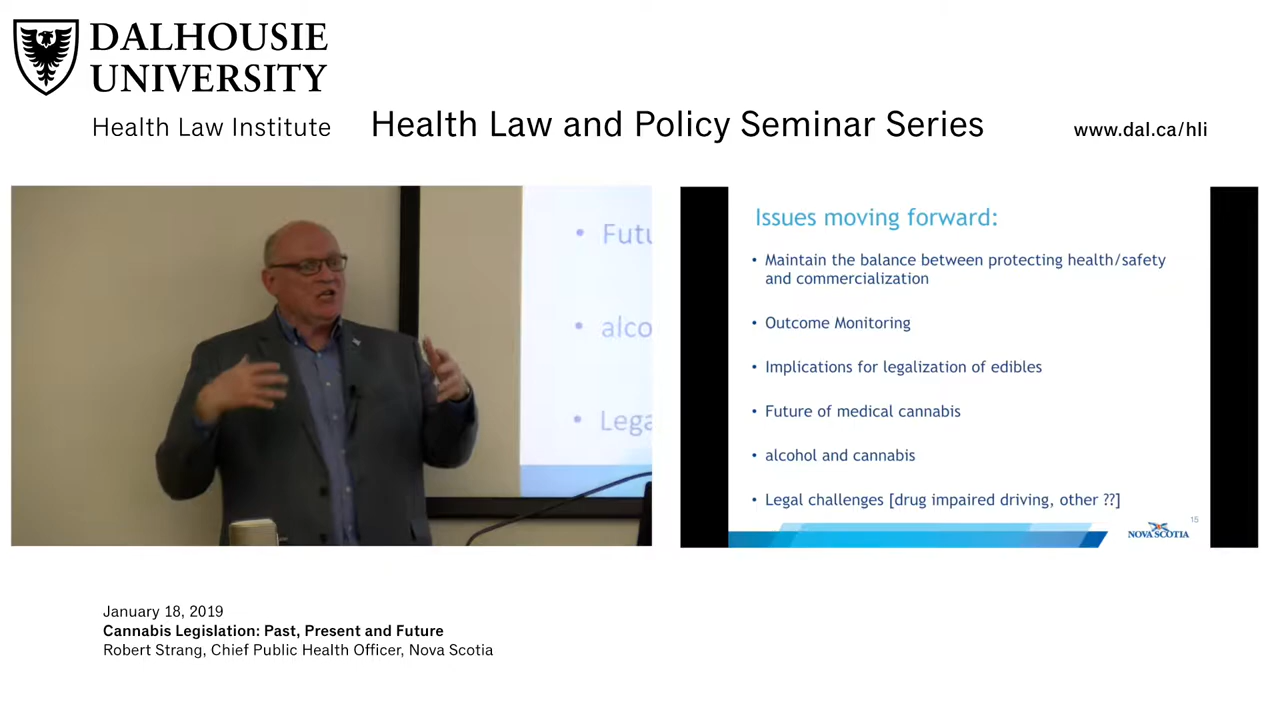 DALHOUSIE
UNIVERSITY
Health Law Institute
Health Law and Policy Seminar Series
www.dal.ca/hli
• Futu
• alco
• Lega
Issues moving forward:
• Maintain the balance between protecting health/safety
and commercialization
• Outcome Monitoring
• Implications for legalization of edibles
• Future of medical cannabis
• alcohol and cannabis
• Legal challenges [drug impaired driving, other ??]
15
NOVA SCOTIA
January 18, 2019
Cannabis Legislation: Past, Present and Future
Robert Strang, Chief Public Health Officer, Nova Scotia